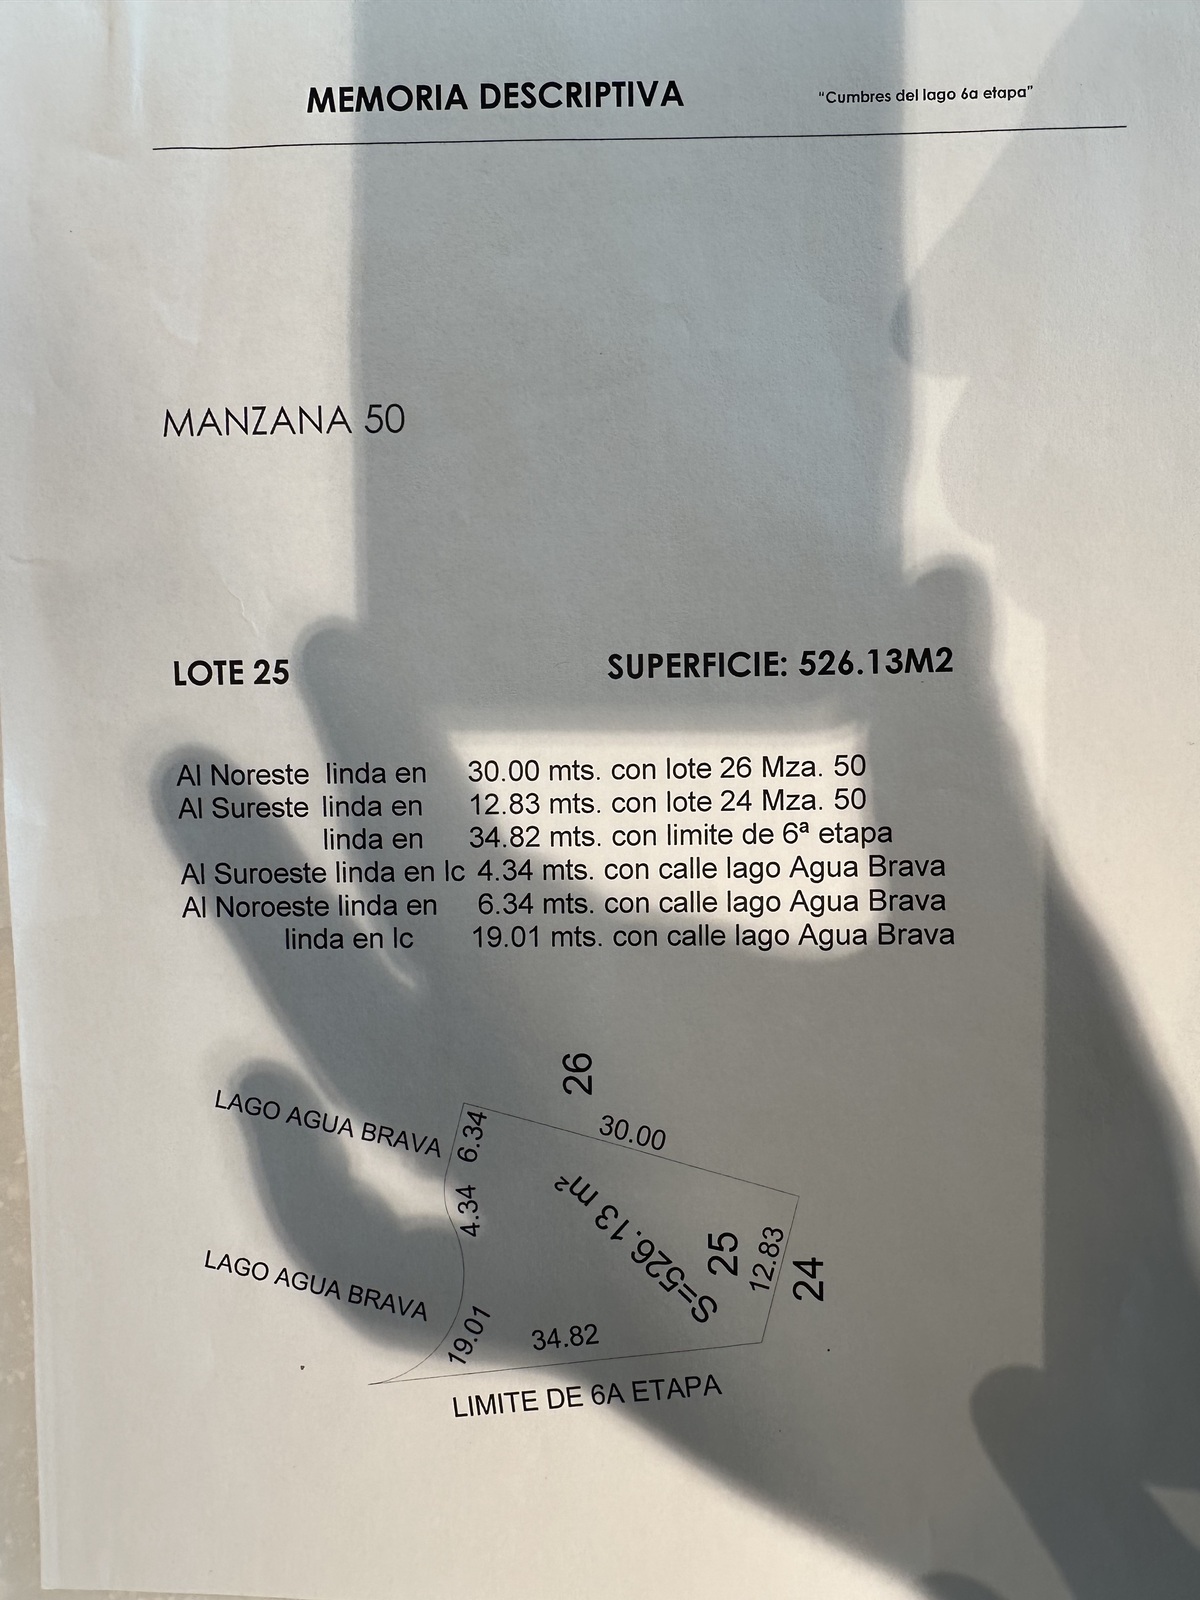 MEMORIA DESCRIPTIVA
"Cumbres del lago 6a etapa"
MANZANA 50
LOTE 25
SUPERFICIE: 526.13M2
Al Noreste linda en 30.00 mts. con lote 26 Mza. 50
Al Sureste linda en 12.83 mts. con lote 24 Mza. 50
linda en 34.82 mts. con limite de 6ª etapa
Al Suroeste linda en lc 4.34 mts. con calle lago Agua Brava
Al Noroeste linda en 6.34 mts. con calle lago Agua Brava
linda en lc 19.01 mts. con calle lago Agua Brava
26
LAGO AGUA BRAVA
6.34
30.00
4.34
S=526.13 m²
25
12.83
24
LAGO AGUA BRAVA
19.01
34.82
LIMITE DE 6A ETAPA